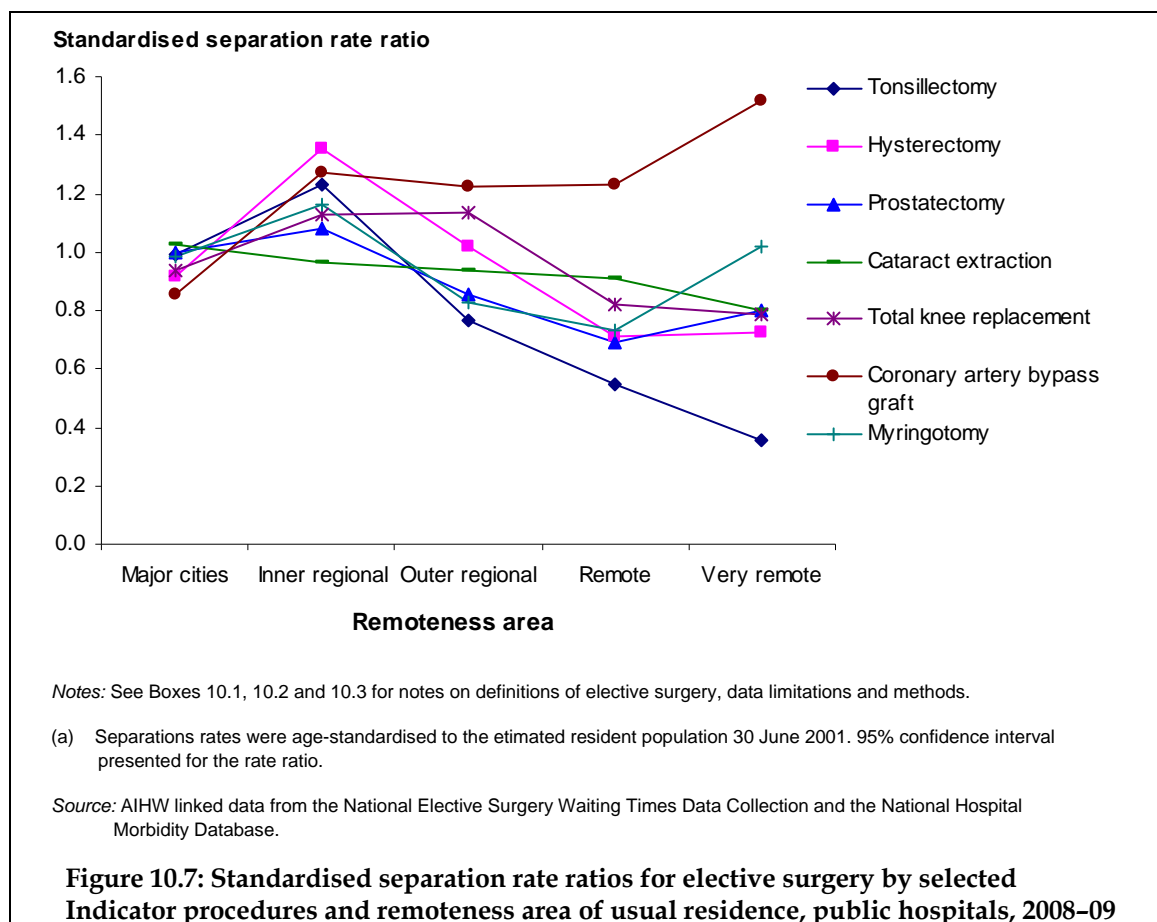 Standardised separation rate ratio
1.6
1.4
1.2
1.0
0.8
0.6
0.4
0.2
0.0
Major cities
Inner regional
Outer regional
Remote
Very remote
Remoteness area
Tonsillectomy
Hysterectomy
Prostatectomy
Cataract extraction
Total knee replacement
Coronary artery bypass
graft
Myringotomy
Notes: See Boxes 10.1, 10.2 and 10.3 for notes on definitions of elective surgery, data limitations and methods.
(a) Separations rates were age-standardised to the etimated resident population 30 June 2001. 95% confidence interval
presented for the rate ratio.
Source: AIHW linked data from the National Elective Surgery Waiting Times Data Collection and the National Hospital
Morbidity Database.
Figure 10.7: Standardised separation rate ratios for elective surgery by selected
Indicator procedures and remoteness area of usual residence, public hospitals, 2008–09